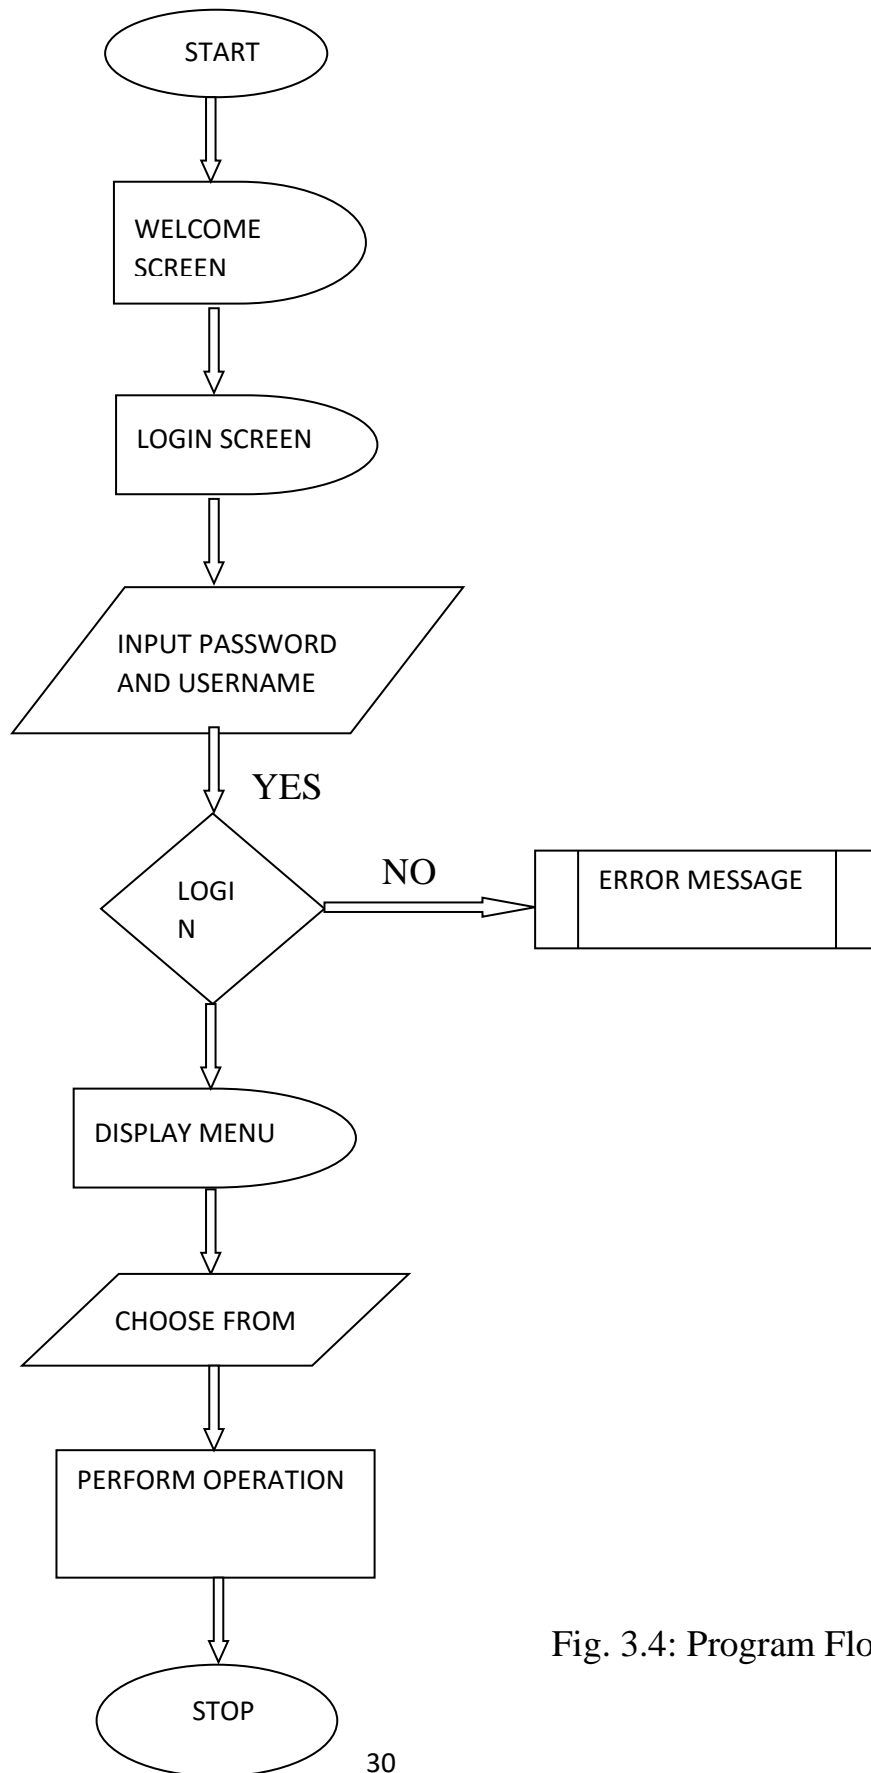 START
WELCOME
SCREEN
LOGIN SCREEN
INPUT PASSWORD
AND USERNAME
YES
LOGI
N
NO
ERROR MESSAGE
DISPLAY MENU
CHOOSE FROM
PERFORM OPERATION
STOP
Fig. 3.4: Program Flo
30